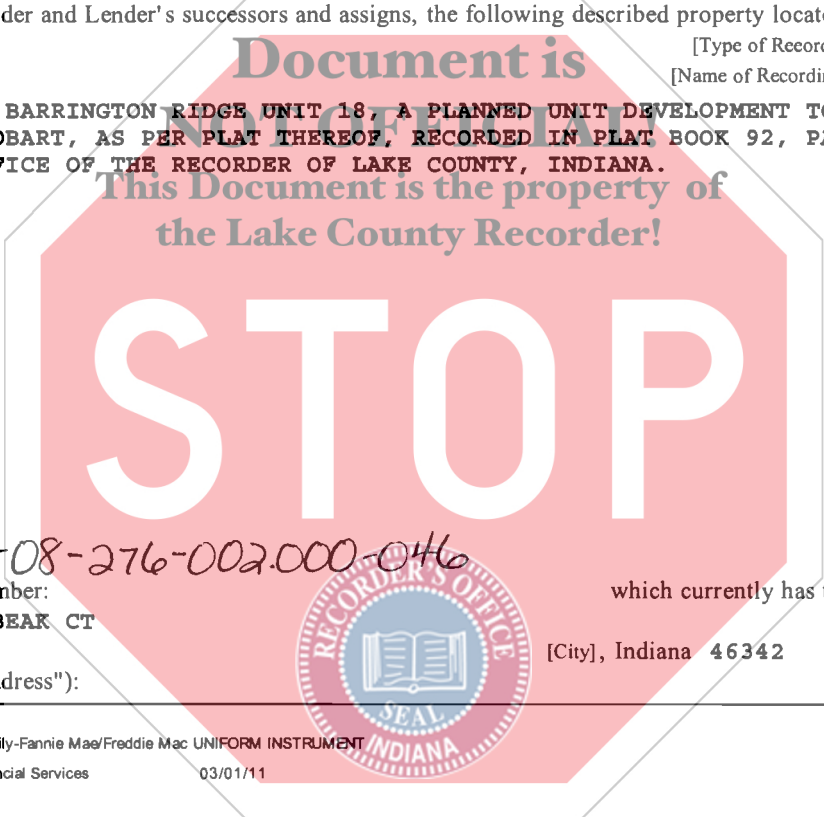 der and Lender's successors and assigns, the following described property locate
[Type of Recor
[Name of Recordin
Document is
BARRINGTON RIDGE UNIT 18, A PLANNED UNIT DEVELOPMENT TO
NOT OFFICIAL!
OBART, AS PER PLAT THEREOF, RECORDED IN PLAT BOOK 92, PA
FICE OF THE RECORDER OF LAKE COUNTY, INDIANA.
This Document is the property of
the Lake County Recorder!
STOP
-08-276-002.000-046
mber:
which currently has t
BEAK CT
[City], Indiana 46342
dress"):
RECORDER'S OFFICE
SEAL
INDIANA
ily-Fannie Mae/Freddie Mac UNIFORM INSTRUMENT
ncial Services 03/01/11